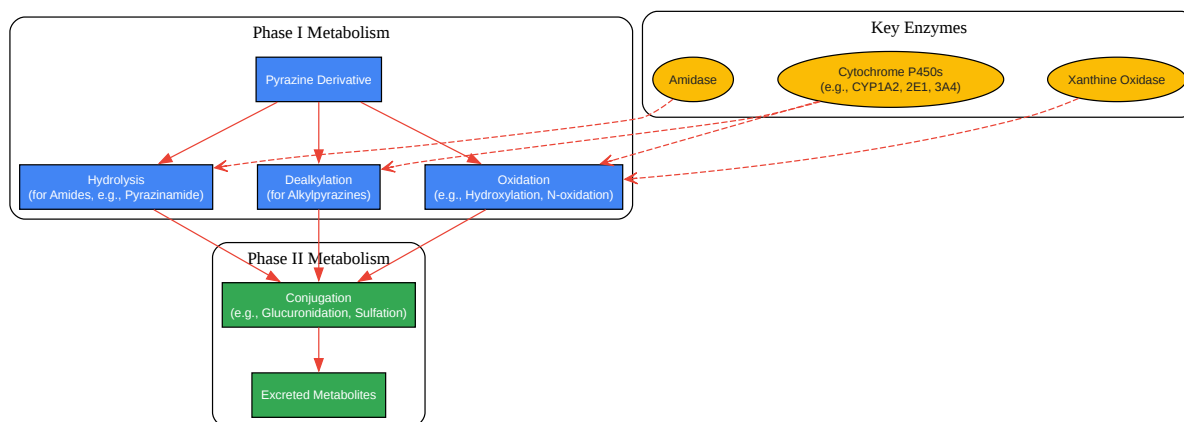 Phase I Metabolism
Key Enzymes
Pyrazine Derivative
Amidase
Cytochrome P450s
(e.g., CYP1A2, 2E1, 3A4)
Xanthine Oxidase
Hydrolysis
(for Amides, e.g., Pyrazinamide)
Dealkylation
(for Alkylpyrazines)
Oxidation
(e.g., Hydroxylation, N-oxidation)
Phase II Metabolism
Conjugation
(e.g., Glucuronidation, Sulfation)
Excreted Metabolites